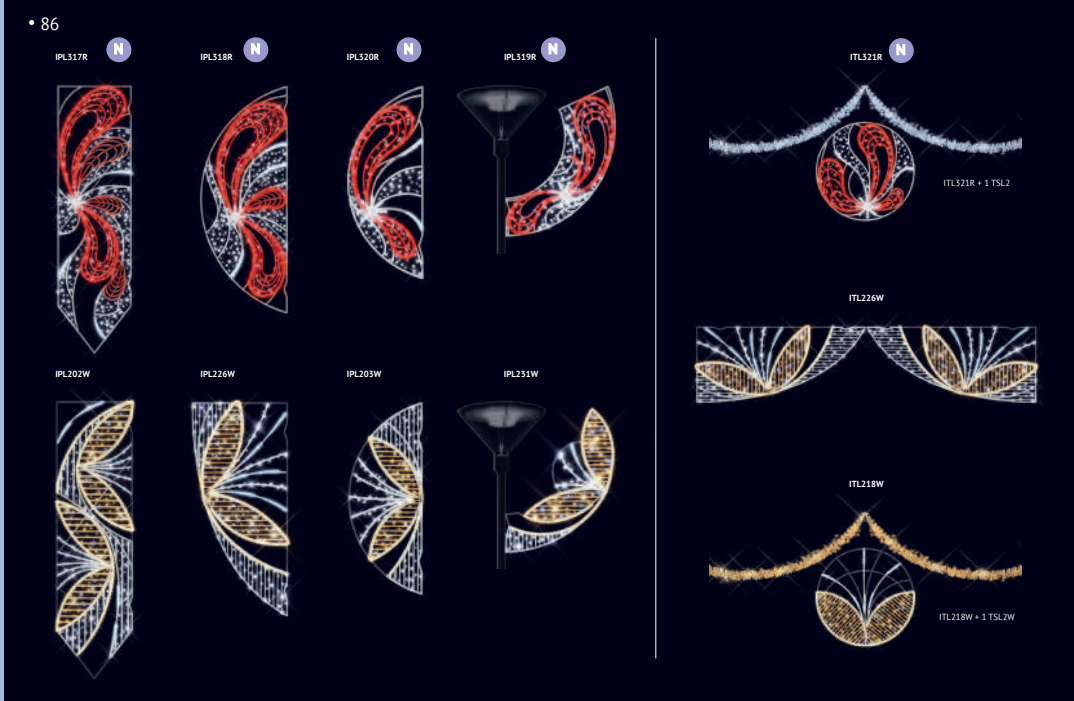 • 86
IPL317R N
IPL318R N
IPL320R N
IPL319R N
ITL321R N
ITL321R + 1 TSL2
ITL226W
IPL202W
IPL226W
IPL203W
IPL231W
ITL218W
ITL218W + 1 TSL2W